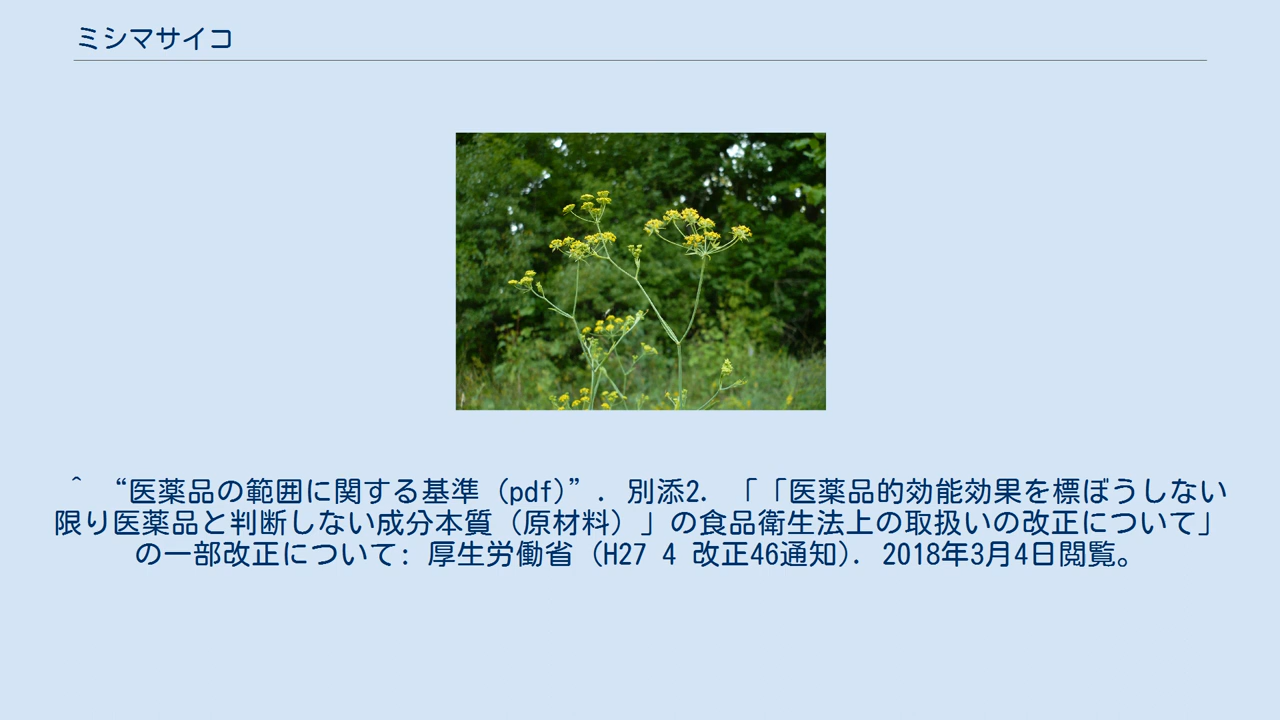 ミシマサイコ
^ “医薬品の範囲に関する基準（pdf）”. 別添2. 「「医薬品的効能効果を標ぼうしない
限り医薬品と判断しない成分本質（原材料）」の食品衛生法上の取扱いの改正について」
の一部改正について: 厚生労働省（H27 4 改正46通知）. 2018年3月4日閲覧。